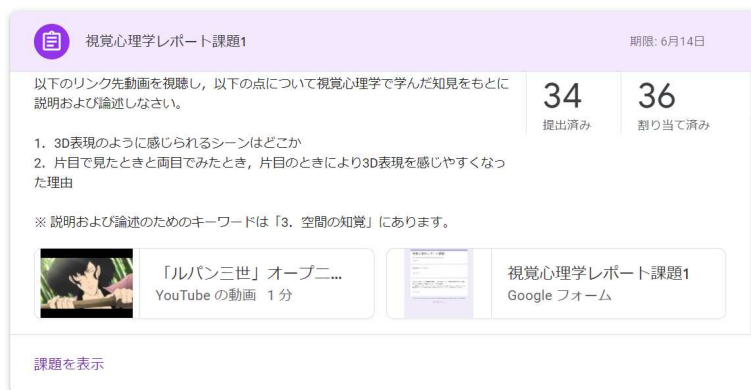 視覚心理学レポート課題1
期限: 6月14日
以下のリンク先動画を視聴し，以下の点について視覚心理学で学んだ知見をもとに
説明および論述しなさい。
1．3D表現のように感じられるシーンはどこか
2．片目で見たときと両目でみたとき，片目のときにより3D表現を感じやすくなっ
た理由
※ 説明および論述のためのキーワードは「3．空間の知覚」にあります。
34
提出済み
36
割り当て済み
「ルパン三世」オープニ...
YouTube の動画 1 分
視覚心理学レポート課題1
Google フォーム
課題を表示